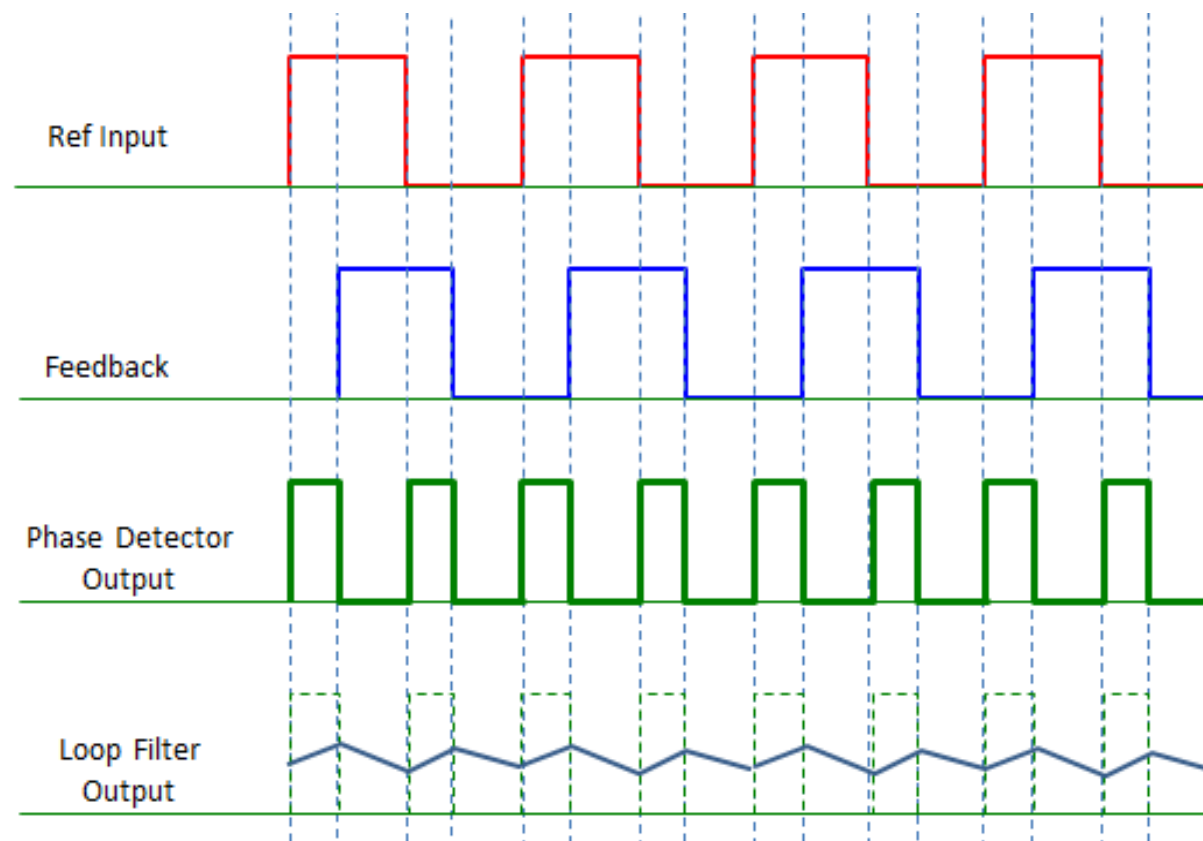 Ref Input
Feedback
Phase Detector
Output
Loop Filter
Output